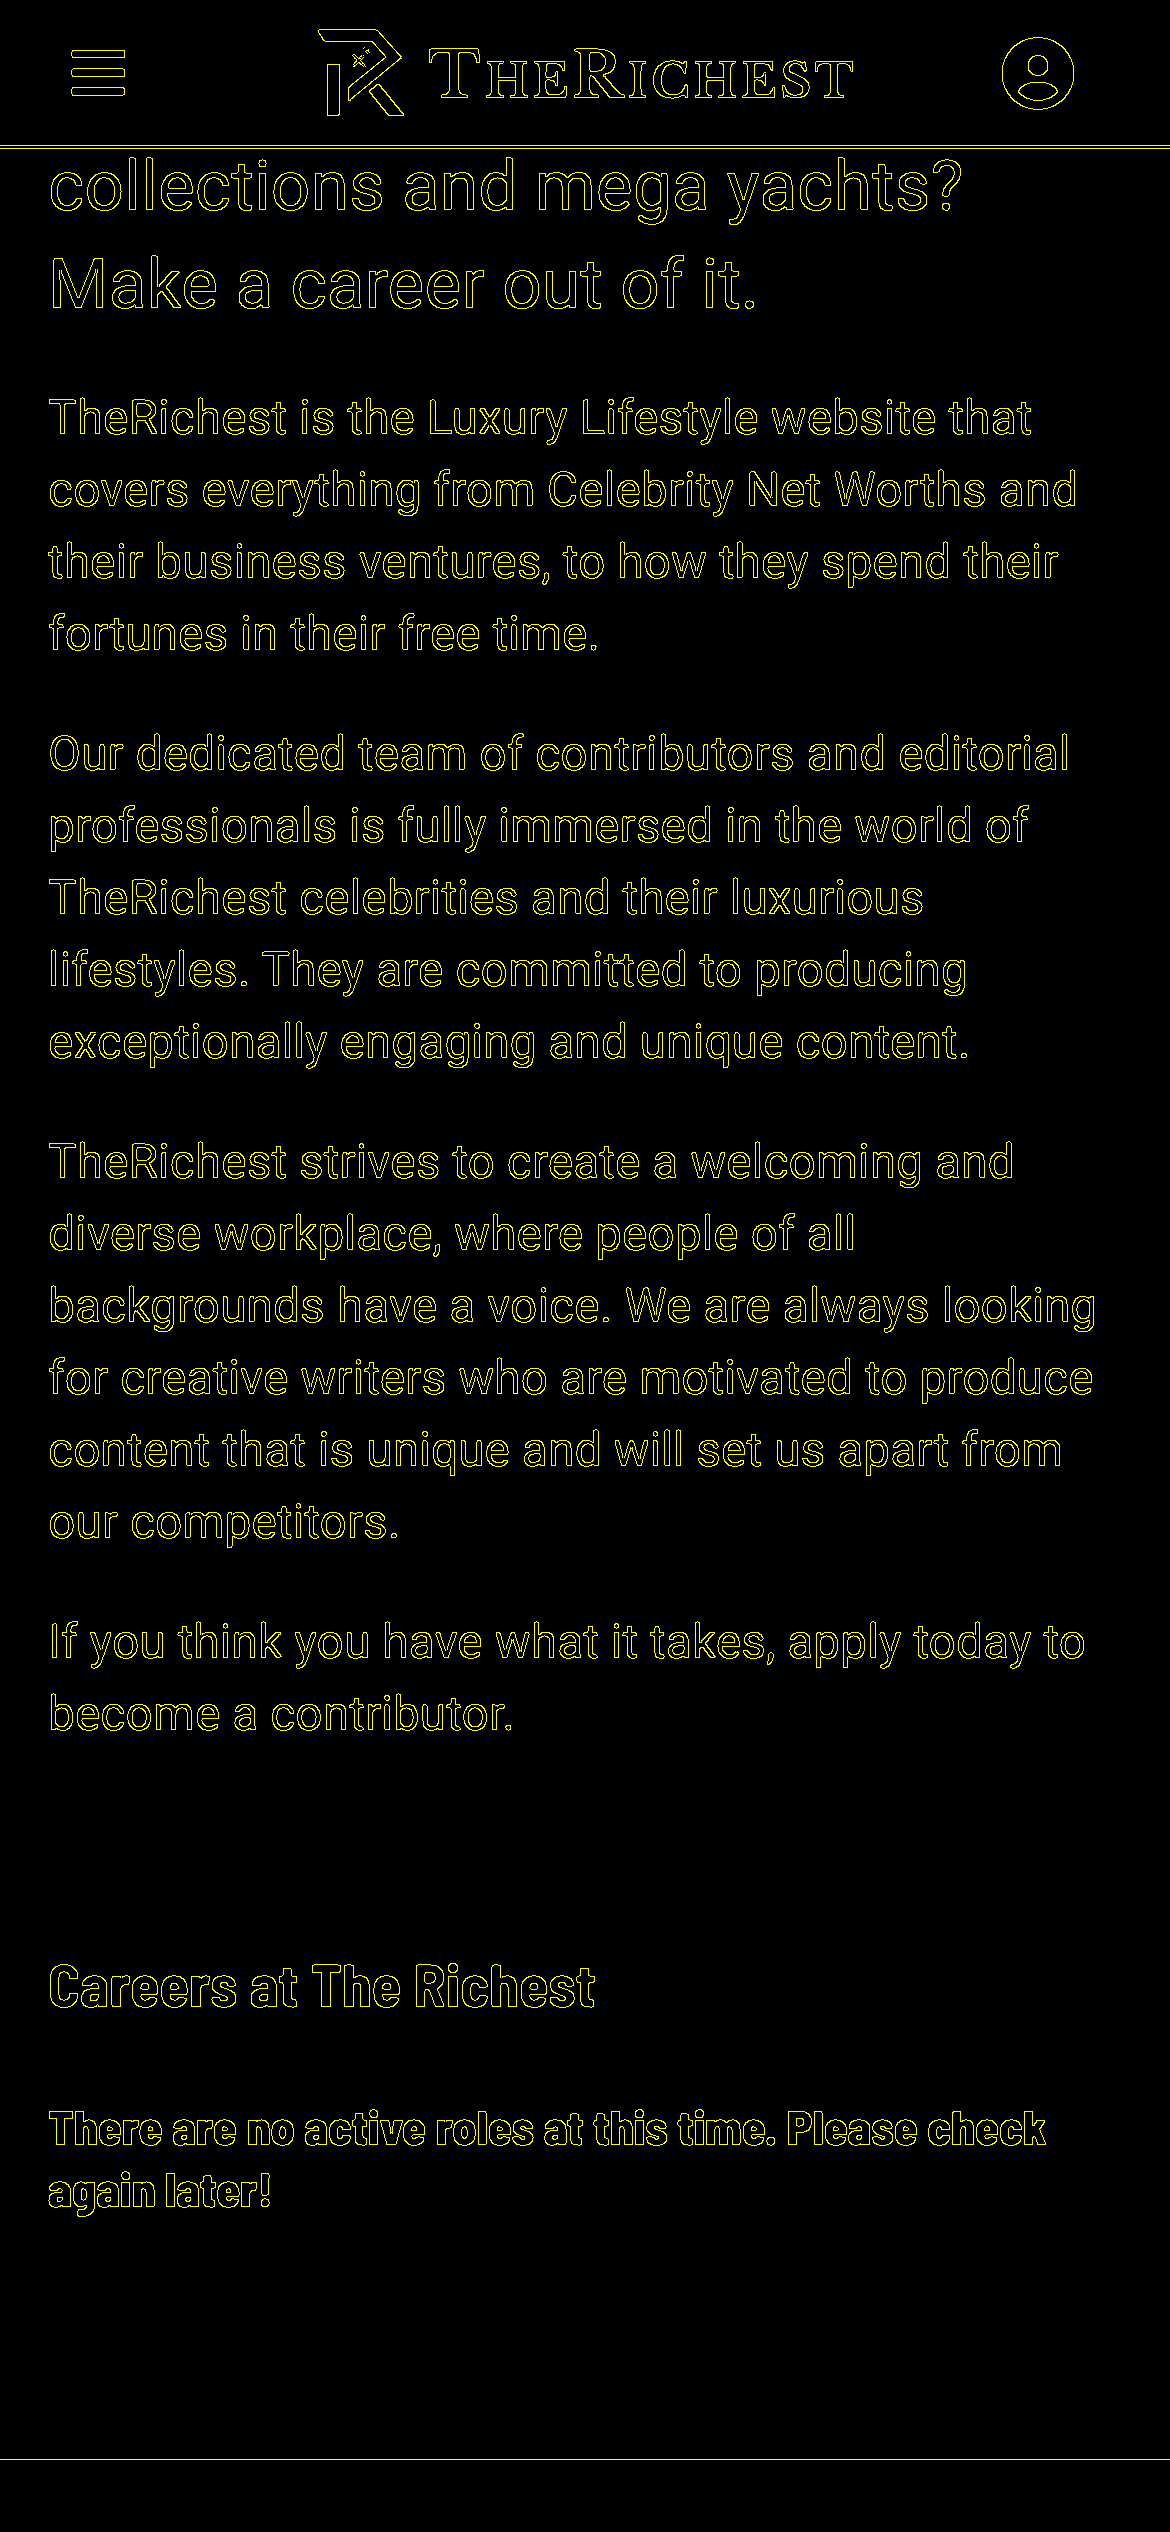 THERICHEST
collections and mega yachts?
Make a career out of it.
TheRichest is the Luxury Lifestyle website that
covers everything from Celebrity Net Worths and
their business ventures, to how they spend their
fortunes in their free time.
Our dedicated team of contributors and editorial
professionals is fully immersed in the world of
TheRichest celebrities and their luxurious
lifestyles. They are committed to producing
exceptionally engaging and unique content.
TheRichest strives to create a welcoming and
diverse workplace, where people of all
backgrounds have a voice. We are always looking
for creative writers who are motivated to produce
content that is unique and will set us apart from
our competitors.
If you think you have what it takes, apply today to
become a contributor.
Careers at The Richest
There are no active roles at this time. Please check
again later!